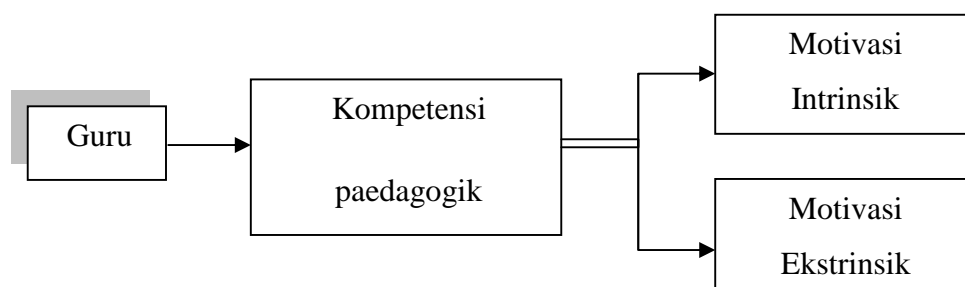 Guru
Kompetensi
paedagogik
Motivasi
Intrinsik
Motivasi
Ekstrinsik